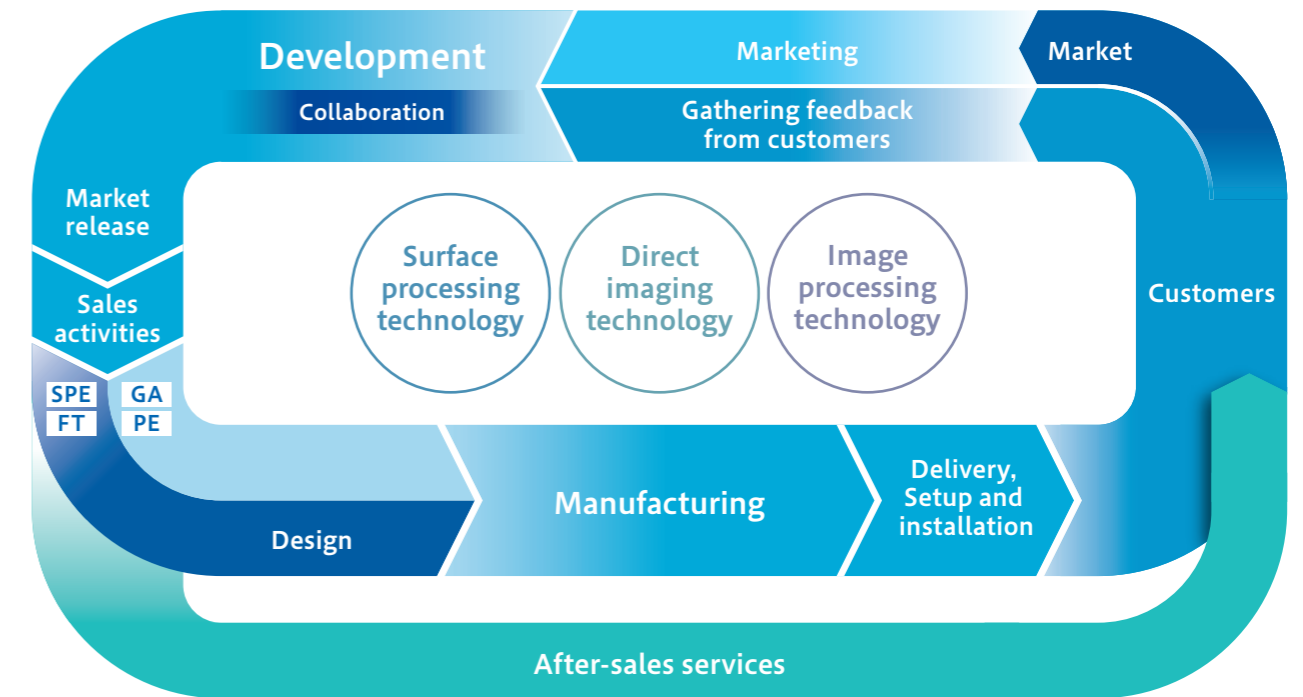 Development
Collaboration
Marketing
Gathering feedback
from customers
Market
Market
release
Sales
activities
SPE
GA
FT
PE
Surface
processing
technology
Direct
imaging
technology
Image
processing
technology
Customers
Design
Manufacturing
Delivery,
Setup and
installation
After-sales services